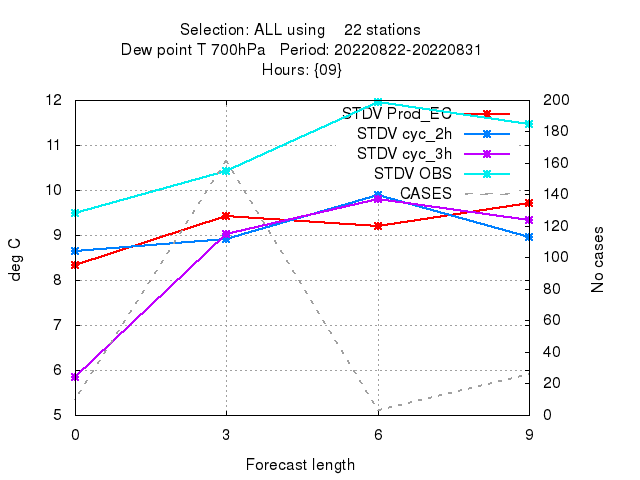 Selection: ALL using 22 stations
Dew point T 700hPa Period: 20220822-20220831
Hours: {09}
12 200
STDV Prod_EC
180
11 STDV cyc_2h
STDV cyc_3h 160
STDV OBS
10 CASES 140
120
9
deg C
No cases
100
8
80
7 60
40
6
20
5 0
0 3 6 9
Forecast length